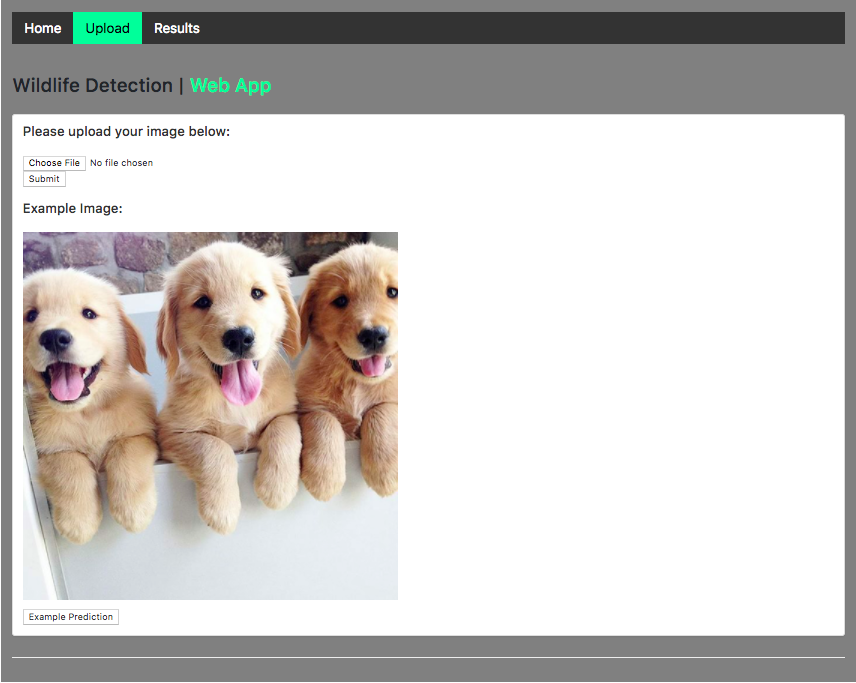 Home Upload Results
Wildlife Detection | Web App
Please upload your image below:
Choose File No file chosen
Submit
Example Image:
Example Prediction